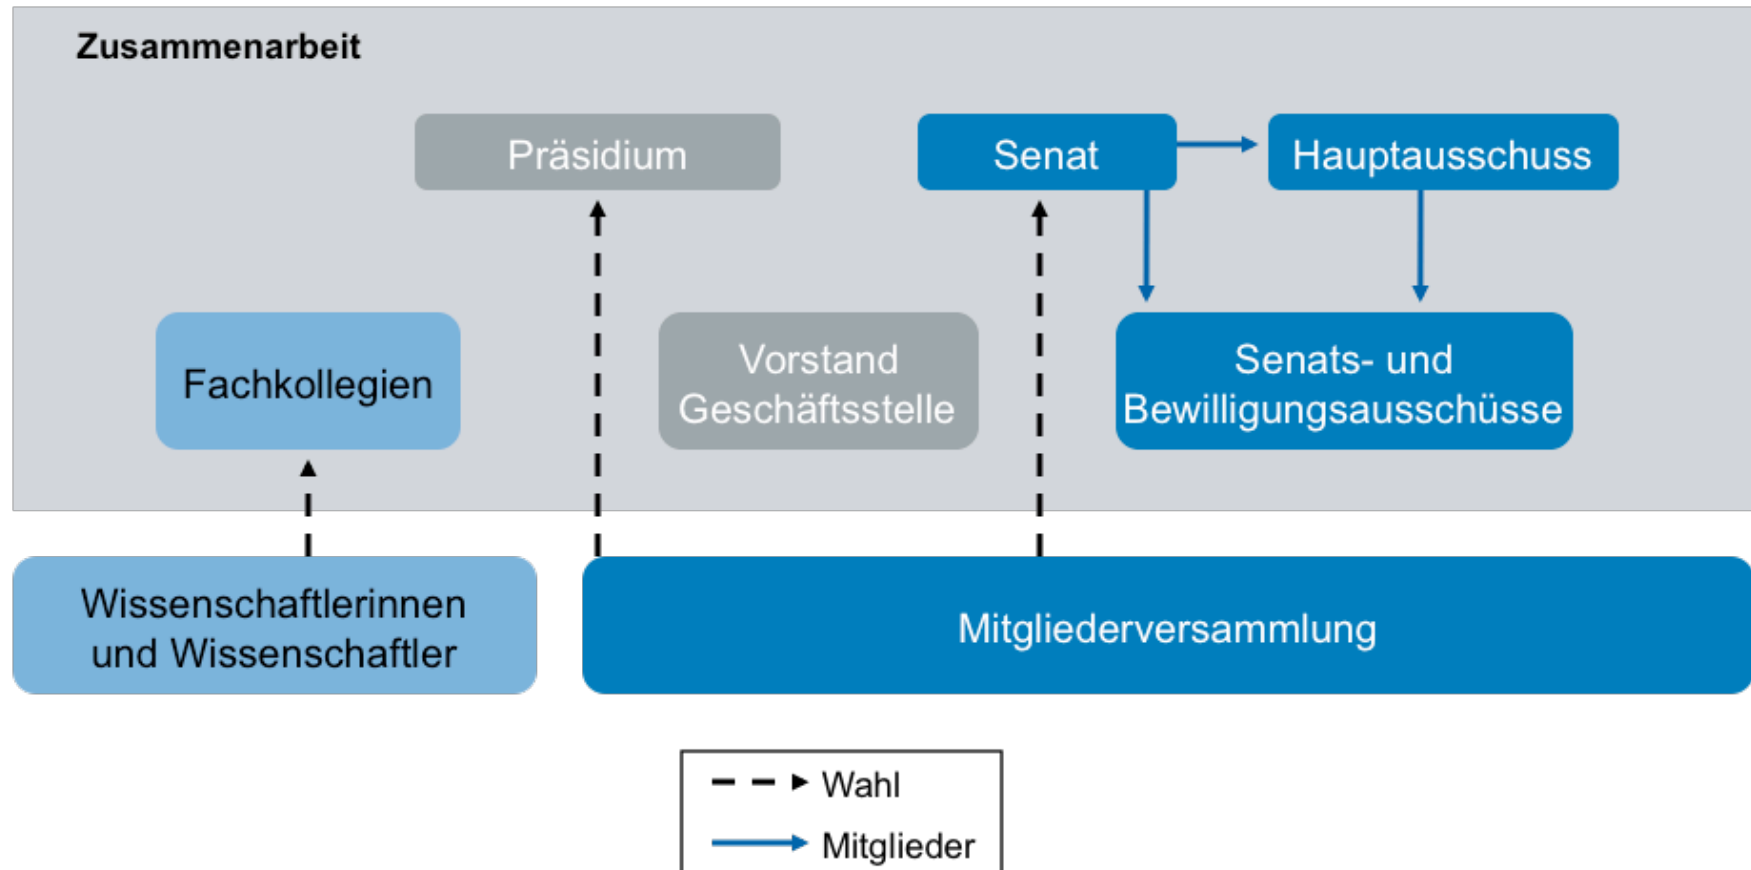 Zusammenarbeit
Präsidium
Senat
Hauptausschuss
Fachkollegien
Vorstand
Geschäftsstelle
Senats- und
Bewilligungsausschüsse
Wissenschaftlerinnen
und Wissenschaftler
Mitgliederversammlung
Wahl
Mitglieder